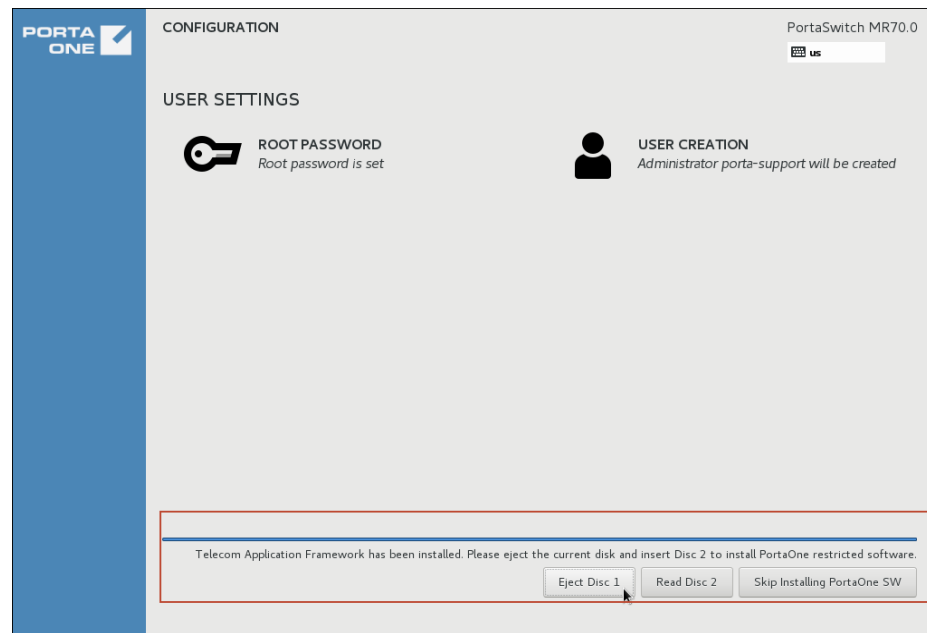 PORTA
ONE
CONFIGURATION
PortaSwitch MR70.0
us
USER SETTINGS
ROOT PASSWORD
Root password is set
USER CREATION
Administrator porta-support will be created
Telecom Application Framework has been installed. Please eject the current disk and insert Disc 2 to install PortaOne restricted software.
Eject Disc 1
Read Disc 2
Skip Installing PortaOne SW